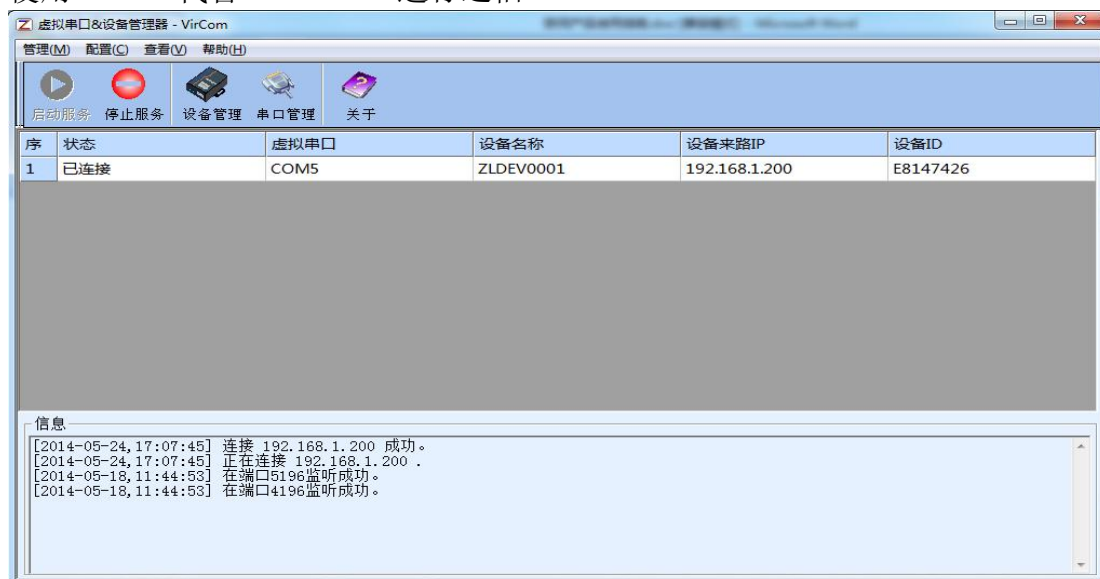 虚拟串口&设备管理器 - VirCom
管理(M) 配置(C) 查看(V) 帮助(H)
启动服务 停止服务 设备管理 串口管理 关于
序 状态 虚拟串口 设备名称 设备来路IP 设备ID
1 已连接 COM5 ZLDEV0001 192.168.1.200 E8147426
信息
[2014-05-24,17:07:45] 连接 192.168.1.200 成功。
[2014-05-24,17:07:45] 正在连接 192.168.1.200 .
[2014-05-18,11:44:53] 在端口5196监听成功。
[2014-05-18,11:44:53] 在端口4196监听成功。